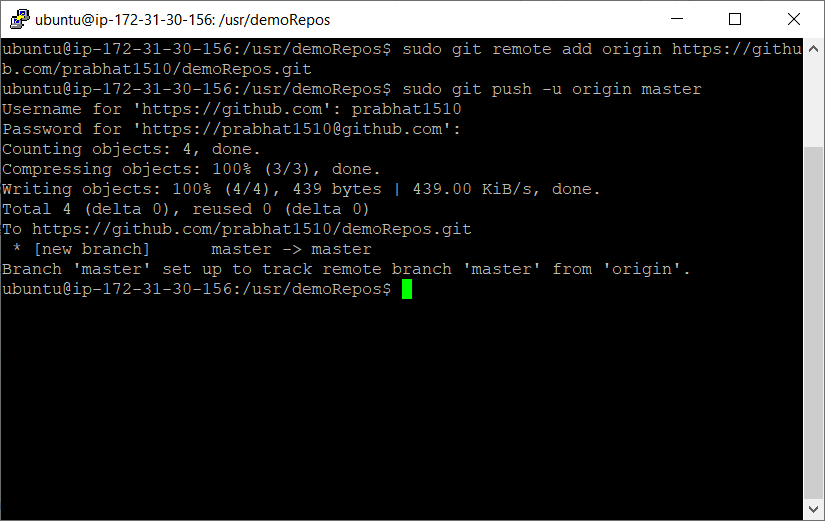 ubuntu@ip-172-31-30-156: /usr/demoRepos
ubuntu@ip-172-31-30-156:/usr/demoRepos$ sudo git remote add origin https://githu
b.com/prabhat1510/demoRepos.git
ubuntu@ip-172-31-30-156:/usr/demoRepos$ sudo git push -u origin master
Username for 'https://github.com': prabhat1510
Password for 'https://prabhat1510@github.com':
Counting objects: 4, done.
Compressing objects: 100% (3/3), done.
Writing objects: 100% (4/4), 439 bytes | 439.00 KiB/s, done.
Total 4 (delta 0), reused 0 (delta 0)
To https://github.com/prabhat1510/demoRepos.git
 * [new branch]      master -> master
Branch 'master' set up to track remote branch 'master' from 'origin'.
ubuntu@ip-172-31-30-156:/usr/demoRepos$